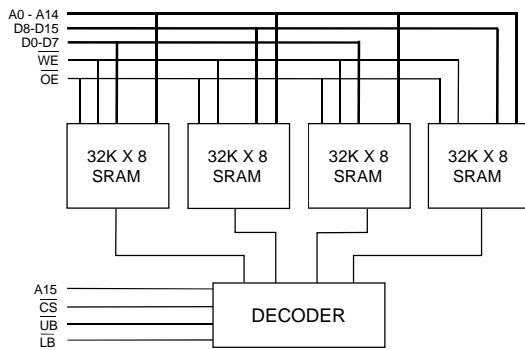 A0 - A14
D8-D15
D0-D7
WE
OE
32K X 8
SRAM
32K X 8
SRAM
32K X 8
SRAM
32K X 8
SRAM
A15
CS
UB
LB
DECODER